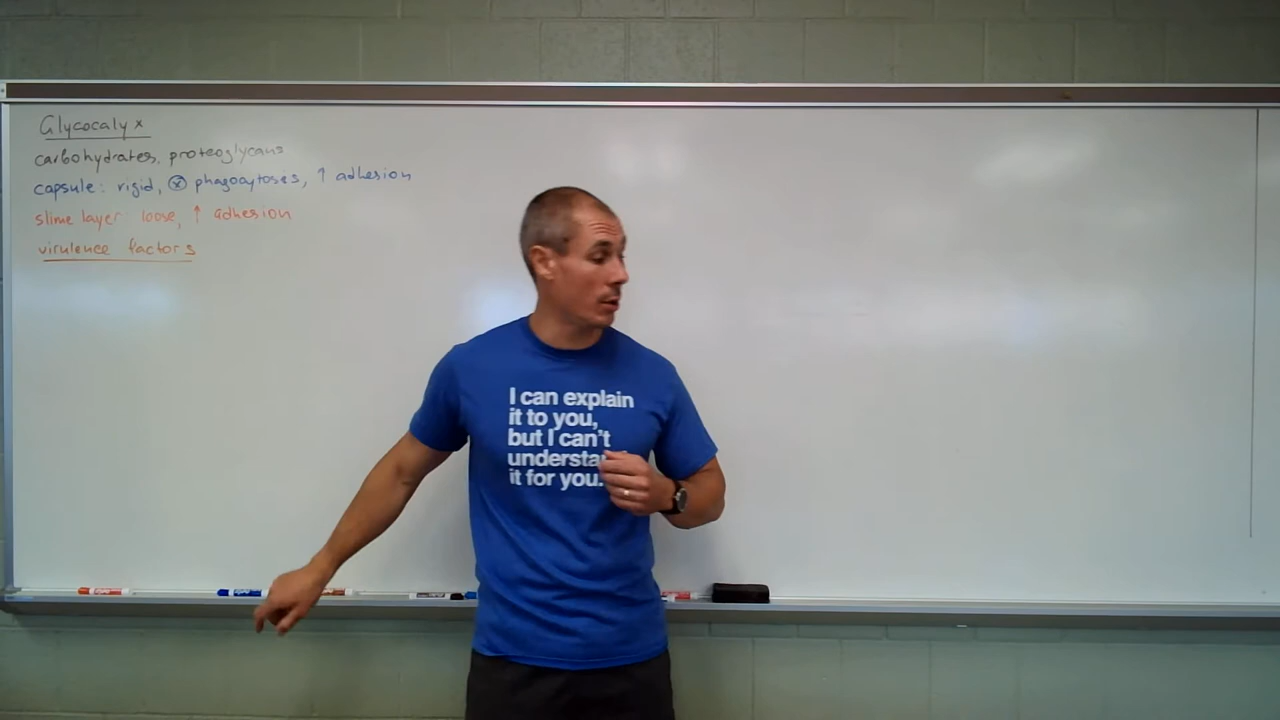 Glycocalyx
carbohydrates, proteoglycans
capsule: rigid, ⓧ phagocytoses, ↑ adhesion
slime layer loose, ↑ adhesion
virulence factors
I can explain
it to you,
but I can't
understa
it for you.